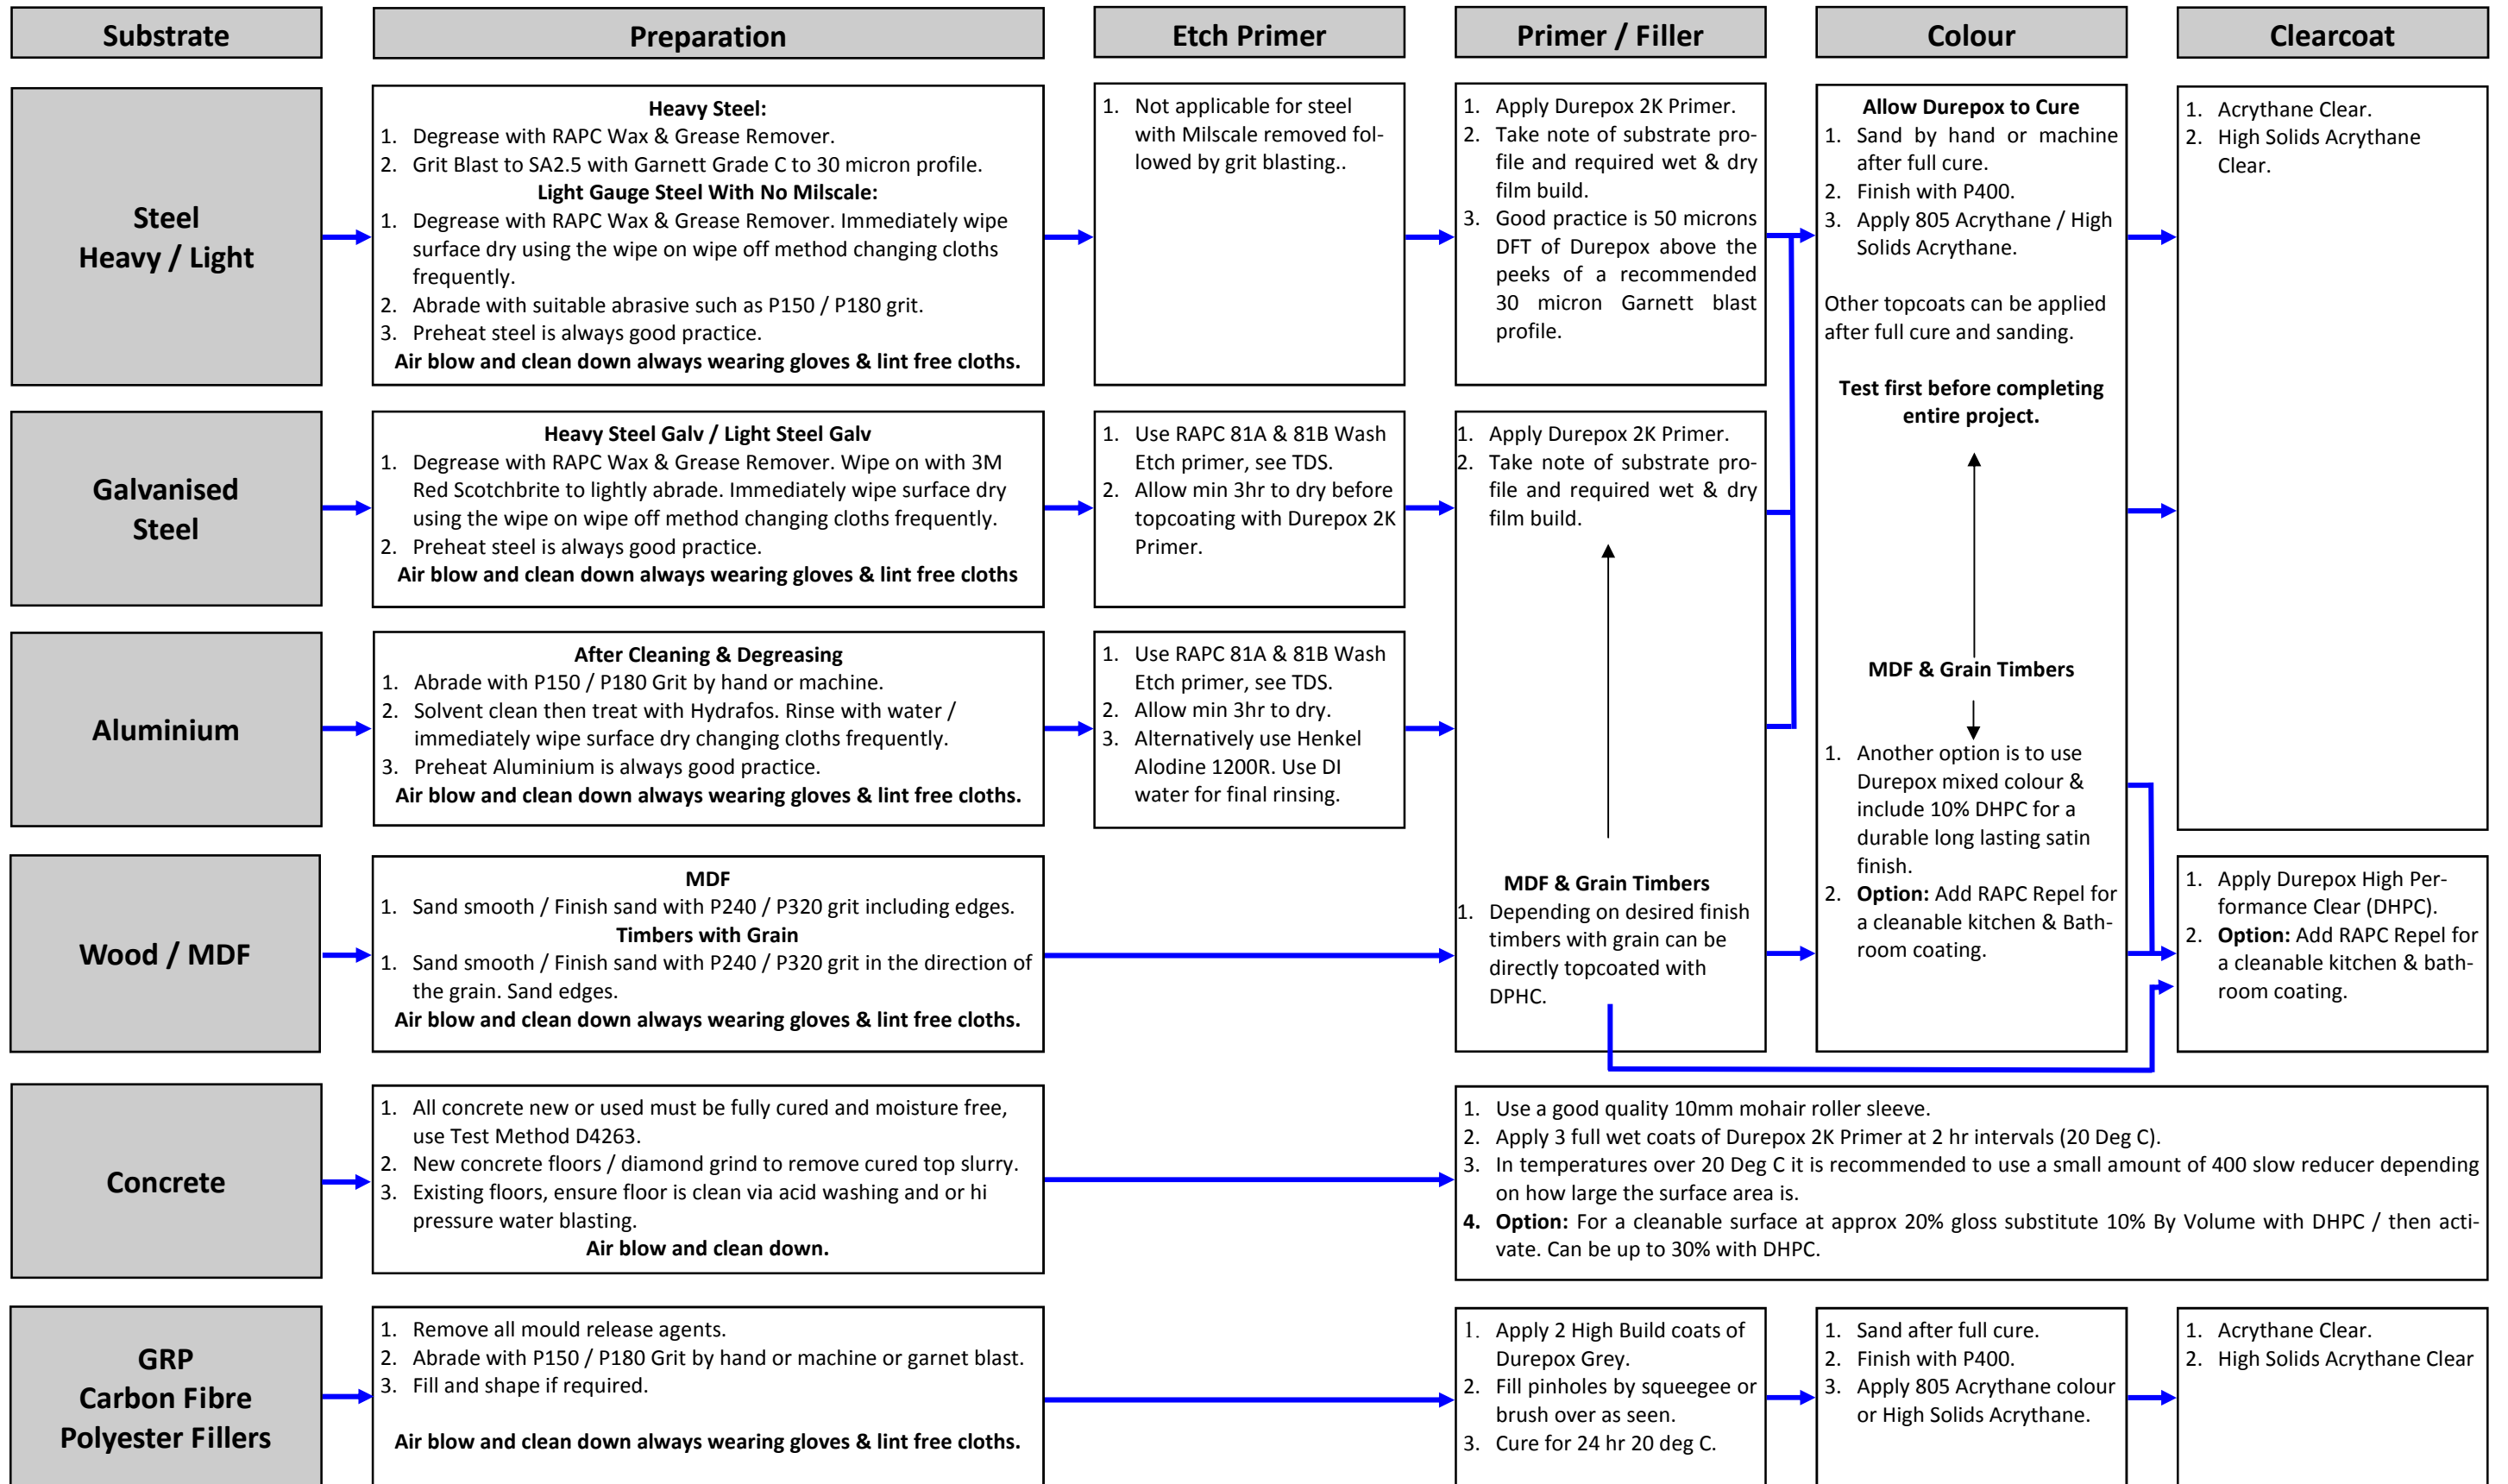 Substrate
Preparation
Etch Primer
Primer / Filler
Colour
Clearcoat
Steel
Heavy / Light
Heavy Steel:
1. Degrease with RAPC Wax & Grease Remover.
2. Grit Blast to SA2.5 with Garnett Grade C to 30 micron profile.
Light Gauge Steel With No Milscale:
1. Degrease with RAPC Wax & Grease Remover. Immediately wipe
surface dry using the wipe on wipe off method changing cloths
frequently.
2. Abrade with suitable abrasive such as P150 / P180 grit.
3. Preheat steel is always good practice.
Air blow and clean down always wearing gloves & lint free cloths.
1. Not applicable for steel
with Milscale removed fol-
lowed by grit blasting..
1. Apply Durepox 2K Primer.
2. Take note of substrate pro-
file and required wet & dry
film build.
3. Good practice is 50 microns
DFT of Durepox above the
peeks of a recommended
30 micron Garnett blast
profile.
Allow Durepox to Cure
1. Sand by hand or machine
after full cure.
2. Finish with P400.
3. Apply 805 Acrythane / High
Solids Acrythane.
Other topcoats can be applied
after full cure and sanding.
Test first before completing
entire project.
1. Acrythane Clear.
2. High Solids Acrythane
Clear.
Galvanised
Steel
Heavy Steel Galv / Light Steel Galv
1. Degrease with RAPC Wax & Grease Remover. Wipe on with 3M
Red Scotchbrite to lightly abrade. Immediately wipe surface dry
using the wipe on wipe off method changing cloths frequently.
2. Preheat steel is always good practice.
Air blow and clean down always wearing gloves & lint free cloths
1. Use RAPC 81A & 81B Wash
Etch primer, see TDS.
2. Allow min 3hr to dry before
topcoating with Durepox 2K
Primer.
1. Apply Durepox 2K Primer.
2. Take note of substrate pro-
file and required wet & dry
film build.
Aluminium
After Cleaning & Degreasing
1. Abrade with P150 / P180 Grit by hand or machine.
2. Solvent clean then treat with Hydrafos. Rinse with water /
immediately wipe surface dry changing cloths frequently.
3. Preheat Aluminium is always good practice.
Air blow and clean down always wearing gloves & lint free cloths.
1. Use RAPC 81A & 81B Wash
Etch primer, see TDS.
2. Allow min 3hr to dry.
3. Alternatively use Henkel
Alodine 1200R. Use DI
water for final rinsing.
MDF & Grain Timbers
1. Another option is to use
Durepox mixed colour &
include 10% DHPC for a
durable long lasting satin
finish.
2. Option: Add RAPC Repel for
a cleanable kitchen & Bath-
room coating.
Wood / MDF
MDF
1. Sand smooth / Finish sand with P240 / P320 grit including edges.
Timbers with Grain
1. Sand smooth / Finish sand with P240 / P320 grit in the direction of
the grain. Sand edges.
Air blow and clean down always wearing gloves & lint free cloths.
MDF & Grain Timbers
1. Depending on desired finish
timbers with grain can be
directly topcoated with
DPHC.
1. Apply Durepox High Per-
formance Clear (DHPC).
2. Option: Add RAPC Repel for
a cleanable kitchen & bath-
room coating.
Concrete
1. All concrete new or used must be fully cured and moisture free,
use Test Method D4263.
2. New concrete floors / diamond grind to remove cured top slurry.
3. Existing floors, ensure floor is clean via acid washing and or hi
pressure water blasting.
Air blow and clean down.
1. Use a good quality 10mm mohair roller sleeve.
2. Apply 3 full wet coats of Durepox 2K Primer at 2 hr intervals (20 Deg C).
3. In temperatures over 20 Deg C it is recommended to use a small amount of 400 slow reducer depending
on how large the surface area is.
4. Option: For a cleanable surface at approx 20% gloss substitute 10% By Volume with DHPC / then acti-
vate. Can be up to 30% with DHPC.
GRP
Carbon Fibre
Polyester Fillers
1. Remove all mould release agents.
2. Abrade with P150 / P180 Grit by hand or machine or garnet blast.
3. Fill and shape if required.
Air blow and clean down always wearing gloves & lint free cloths.
1. Apply 2 High Build coats of
Durepox Grey.
2. Fill pinholes by squeegee or
brush over as seen.
3. Cure for 24 hr 20 deg C.
1. Sand after full cure.
2. Finish with P400.
3. Apply 805 Acrythane colour
or High Solids Acrythane.
1. Acrythane Clear.
2. High Solids Acrythane Clear